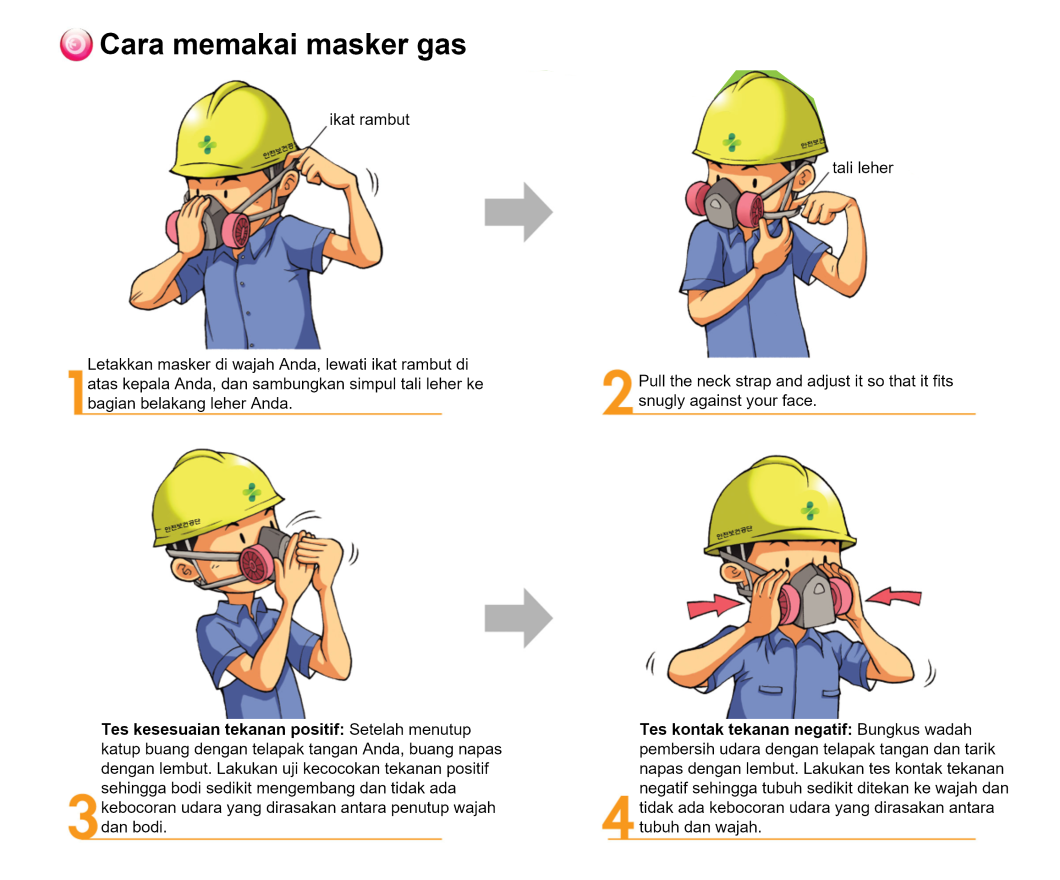 Cara memakai masker gas
ikat rambut
안전보건
tali leher
안전보건
1
Letakkan masker di wajah Anda, lewati ikat rambut di
atas kepala Anda, dan sambungkan simpul tali leher ke
bagian belakang leher Anda.
2
Pull the neck strap and adjust it so that it fits
snugly against your face.
안전보건공단
안전보건공단
3
Tes kesesuaian tekanan positif: Setelah menutup
katup buang dengan telapak tangan Anda, buang napas
dengan lembut. Lakukan uji kecocokan tekanan positif
sehingga bodi sedikit mengembang dan tidak ada
kebocoran udara yang dirasakan antara penutup wajah
dan bodi.
4
Tes kontak tekanan negatif: Bungkus wadah
pembersih udara dengan telapak tangan dan tarik
napas dengan lembut. Lakukan tes kontak tekanan
negatif sehingga tubuh sedikit ditekan ke wajah dan
tidak ada kebocoran udara yang dirasakan antara
tubuh dan wajah.